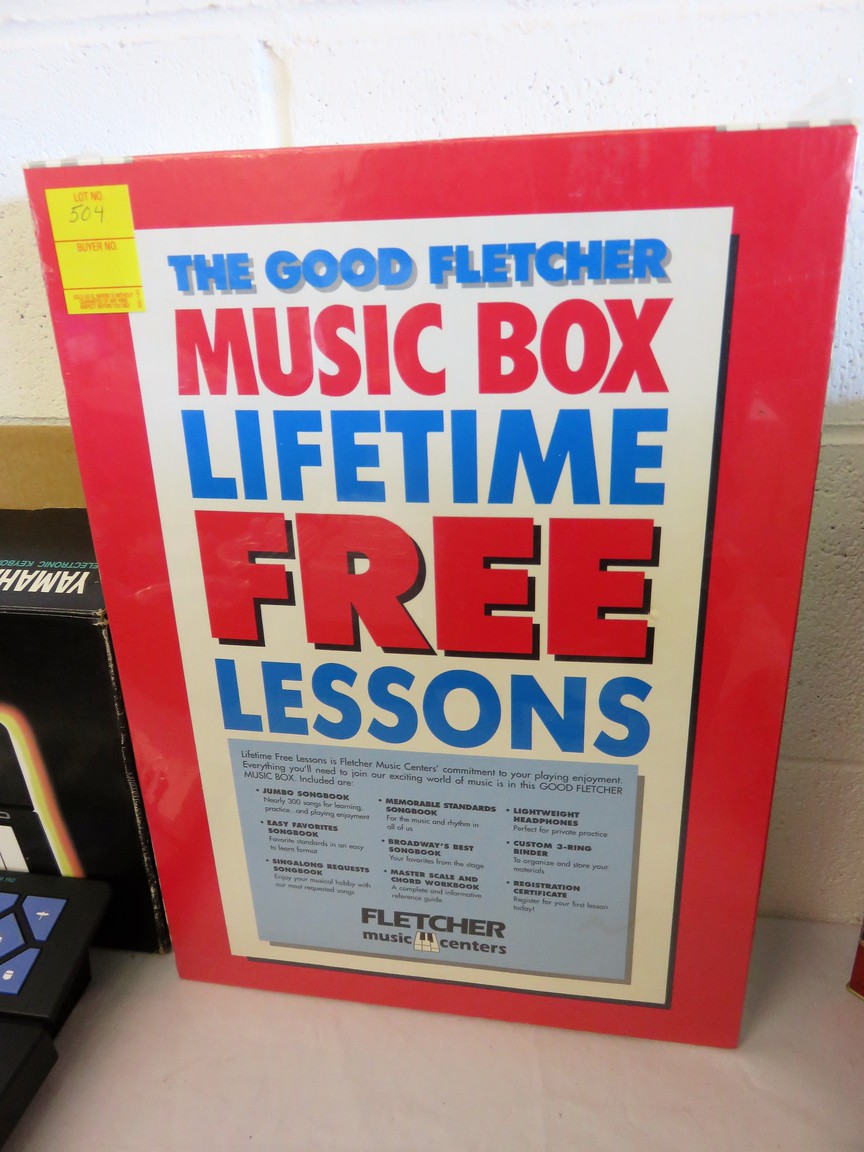 LOT NO.
504
BUYER NO.
THE GOOD FLETCHER
MUSIC BOX
LIFETIME
FREE
LESSONS
Lifetime Free Lessons is Fletcher Music Centers' commitment to your playing enjoyment.
Everything you'll need to join our exciting world of music is in this GOOD FLETCHER
MUSIC BOX. Included are:
• JUMBO SONGBOOK
Nearly 300 songs for learning,
practice...and playing enjoyment
• EASY FAVORITES
SONGBOOK
Favorite standards in an easy
to learn format
• SINGALONG REQUESTS
SONGBOOK
Enjoy your musical hobby with
our most requested songs
• MEMORABLE STANDARDS
SONGBOOK
For the music and rhythm in
all of us
• BROADWAY'S BEST
SONGBOOK
Your favorites from the stage
• MASTER SCALE AND
CHORD WORKBOOK
A complete and informative
reference guide
• LIGHTWEIGHT
HEADPHONES
Perfect for private practice
• CUSTOM 3-RING
BINDER
To organize and store your
materials
• REGISTRATION
CERTIFICATE
Register for your first lesson
today!
FLETCHER
music centers
YAMAH
ELECTRONIC KEYBO